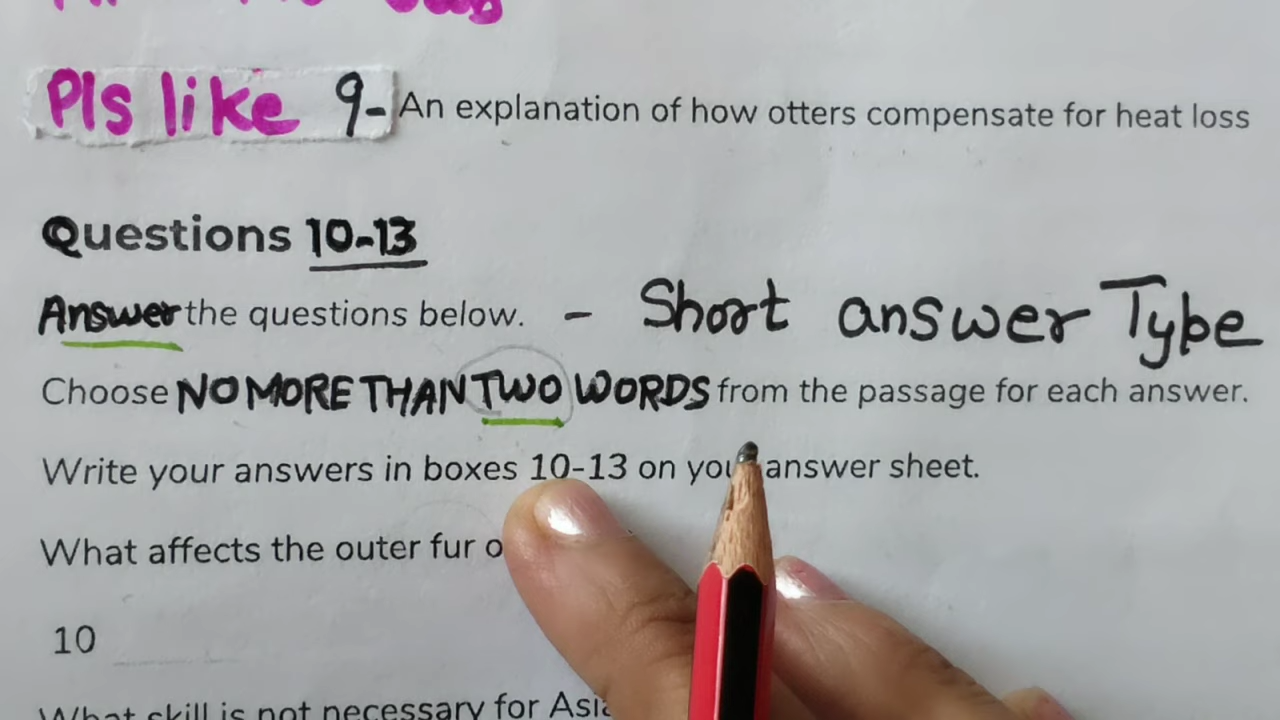 Pls like 9- An explanation of how otters compensate for heat loss
Questions 10-13
Answer the questions below. - Short answer Type
Choose NO MORE THAN TWO WORDS from the passage for each answer.
Write your answers in boxes 10-13 on your answer sheet.
What affects the outer fur
10
What skill is not necessary for